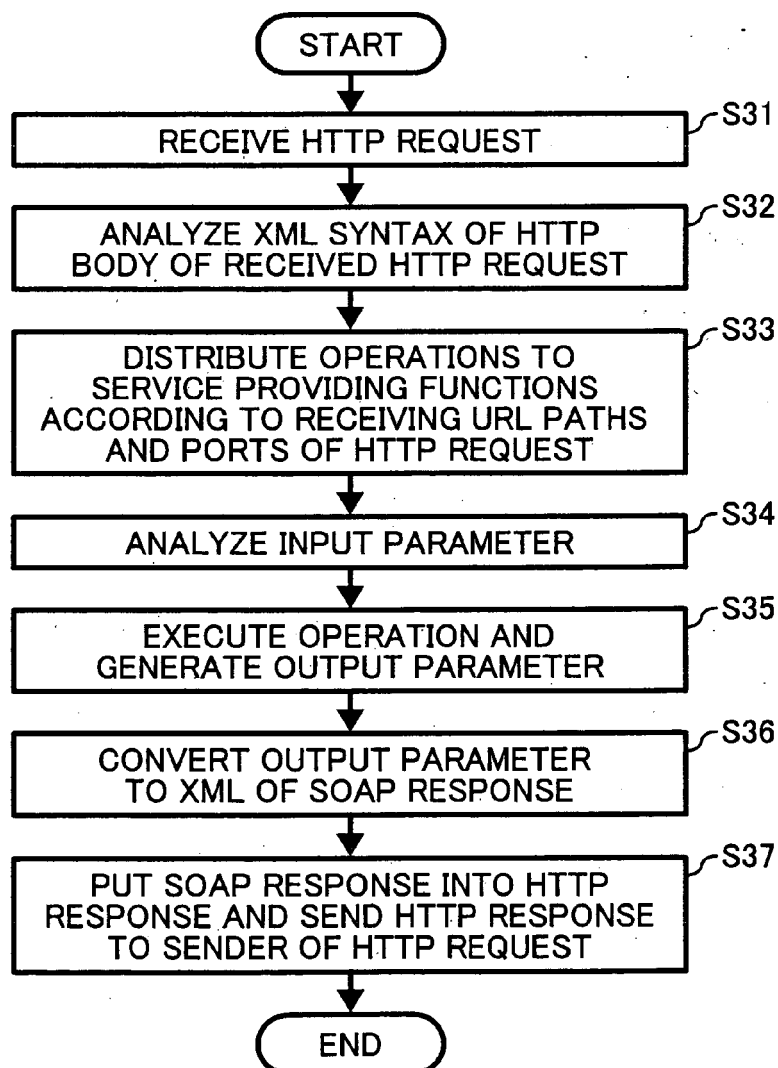 START
S31
RECEIVE HTTP REQUEST
S32
ANALYZE XML SYNTAX OF HTTP
BODY OF RECEIVED HTTP REQUEST
S33
DISTRIBUTE OPERATIONS TO
SERVICE PROVIDING FUNCTIONS
ACCORDING TO RECEIVING URL PATHS
AND PORTS OF HTTP REQUEST
S34
ANALYZE INPUT PARAMETER
S35
EXECUTE OPERATION AND
GENERATE OUTPUT PARAMETER
S36
CONVERT OUTPUT PARAMETER
TO XML OF SOAP RESPONSE
S37
PUT SOAP RESPONSE INTO HTTP
RESPONSE AND SEND HTTP RESPONSE
TO SENDER OF HTTP REQUEST
END